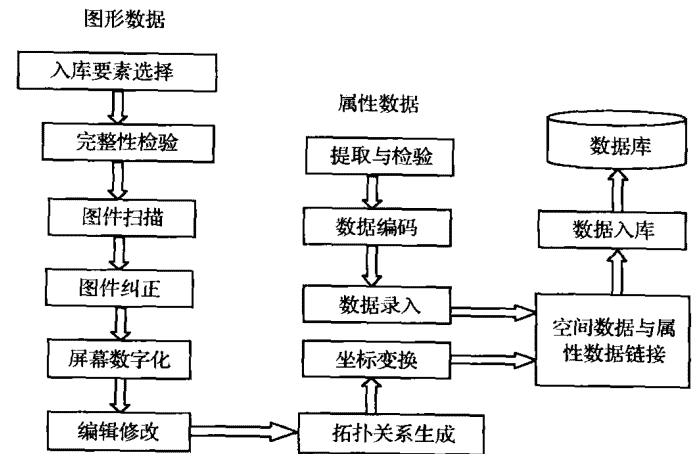 图形数据
入库要素选择
完整性检验
图件扫描
图件纠正
屏幕数字化
编辑修改
属性数据
提取与检验
数据编码
数据录入
坐标变换
拓扑关系生成
数据库
数据入库
空间数据与属
性数据链接